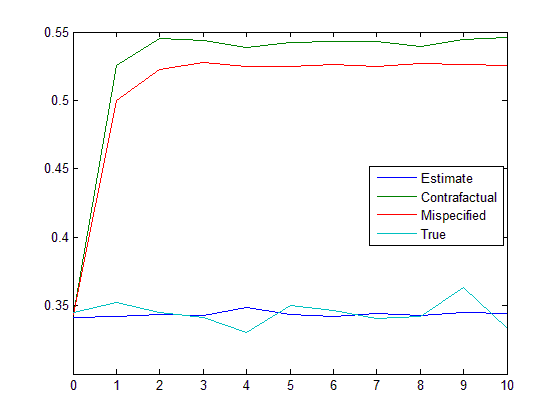 0.55
0.5
0.45
0.4
0.35
0 1 2 3 4 5 6 7 8 9 10
Estimate
Contrafactual
Mispecified
True